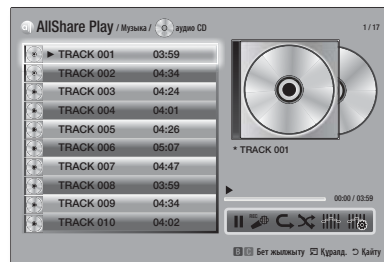 AllShare Play / Музыка / аудио CD 1 / 17
TRACK 001 03:59
TRACK 002 04:34
TRACK 003 04:24
TRACK 004 04:01
TRACK 005 04:26
TRACK 006 05:07
TRACK 007 04:47
TRACK 008 03:59
TRACK 009 04:34
TRACK 010 04:02
* TRACK 001
00:00 / 03:59
B C Бет жылжыту Құралд. Қайту